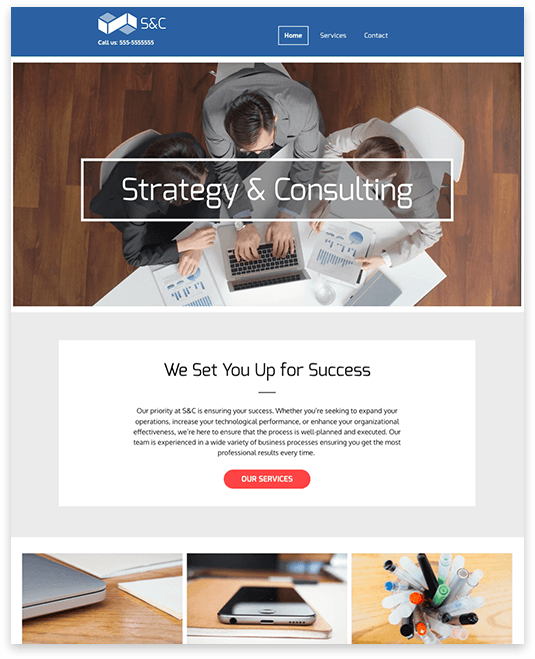 S&C
Call us: 555-5555555
Home
Services
Contact
Strategy & Consulting
We Set You Up for Success
Our priority at S&C is ensuring your success. Whether you're seeking to expand your
operations, increase your technological performance, or enhance your organizational
effectiveness, we're here to ensure that the process is well-planned and executed. Our
team is experienced in a wide variety of business processes ensuring you get the most
professional results every time.
OUR SERVICES